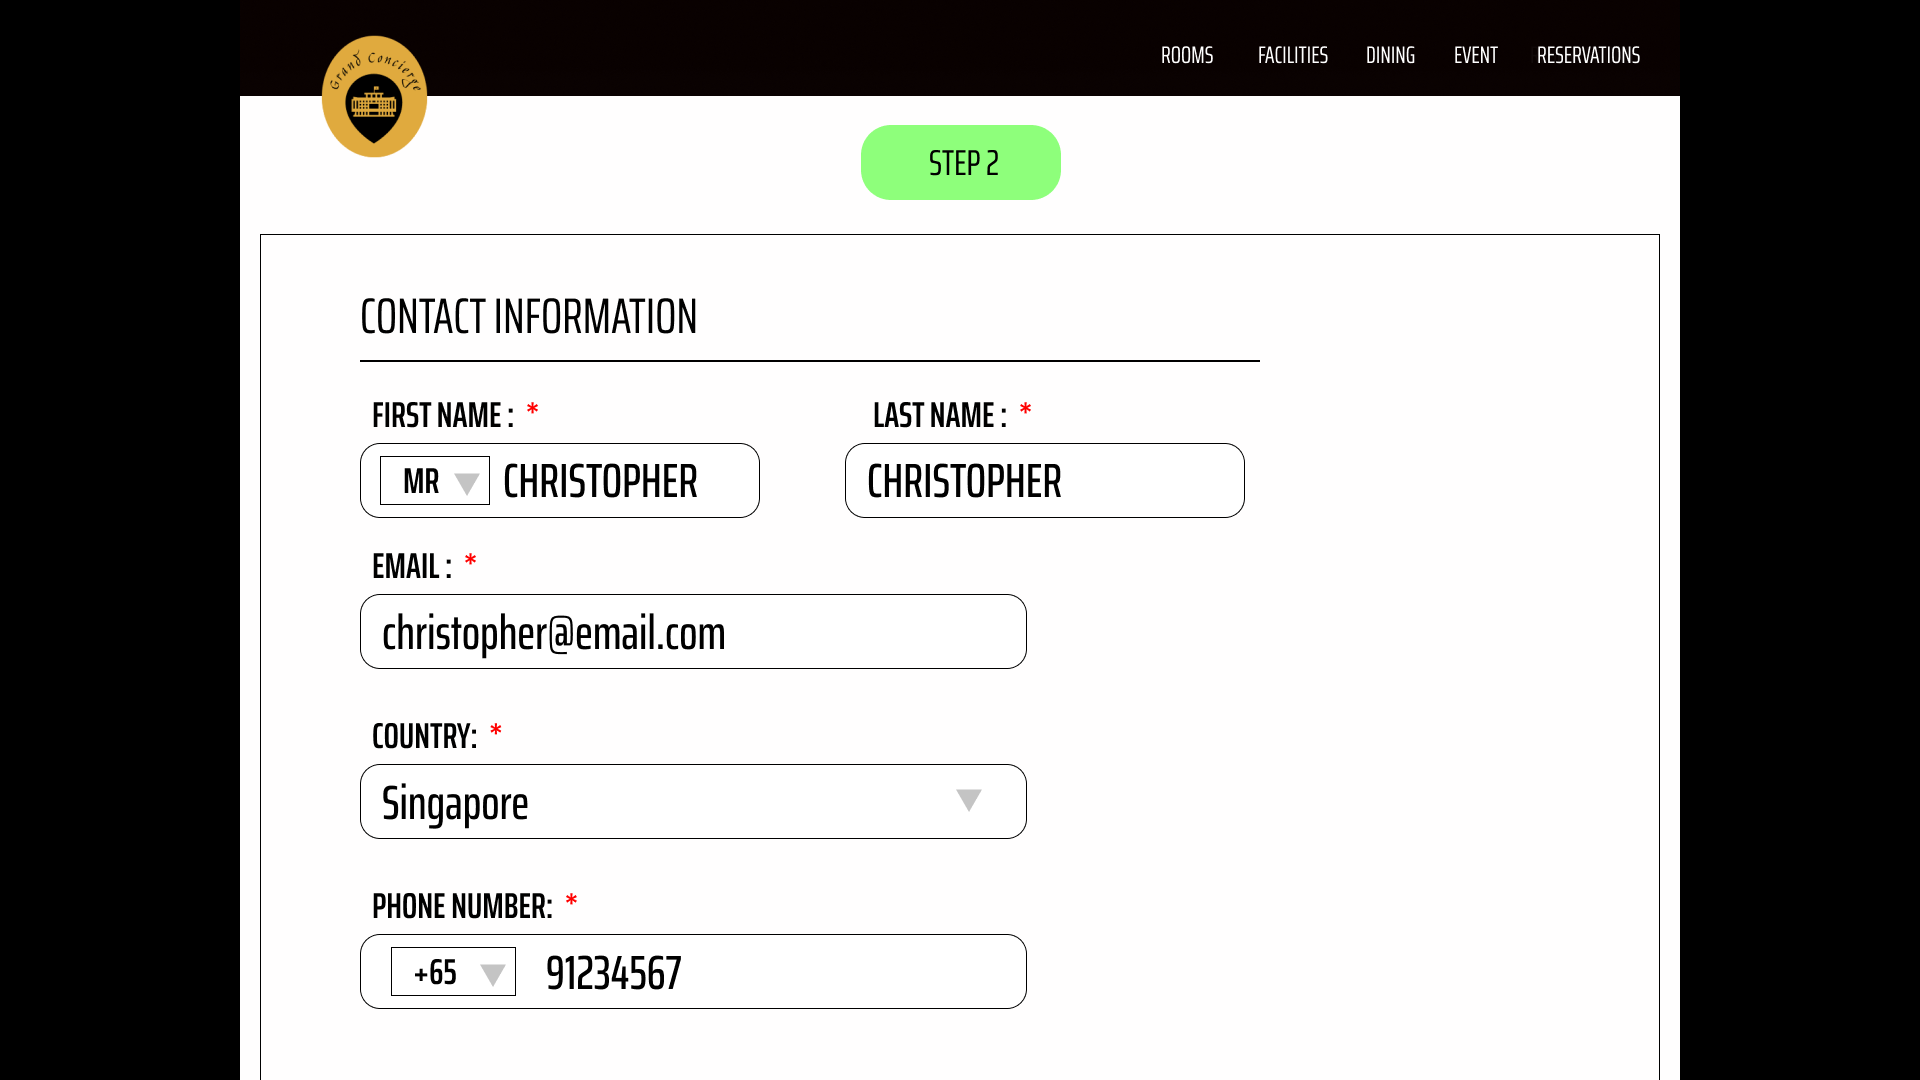 Grand Concierge
ROOMS FACILITIES DINING EVENT RESERVATIONS
STEP 2
CONTACT INFORMATION
FIRST NAME : * LAST NAME : *
MR CHRISTOPHER CHRISTOPHER
EMAIL : *
christopher@email.com
COUNTRY: *
Singapore
PHONE NUMBER: *
+65 91234567